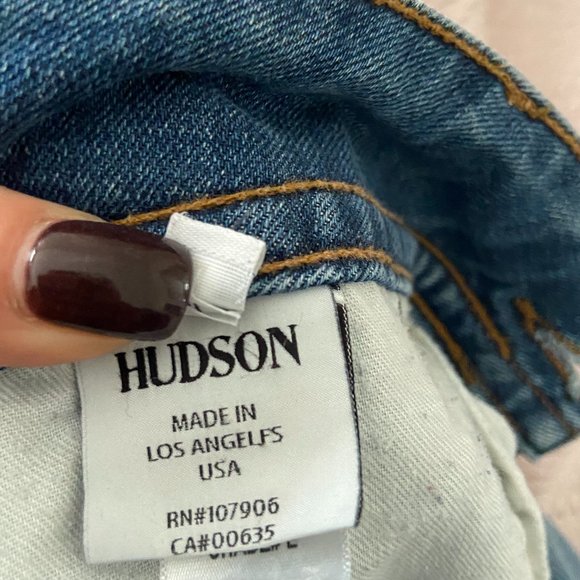 HUDSON
MADE IN
LOS ANGELES
USA
RN#107906
CA#00635